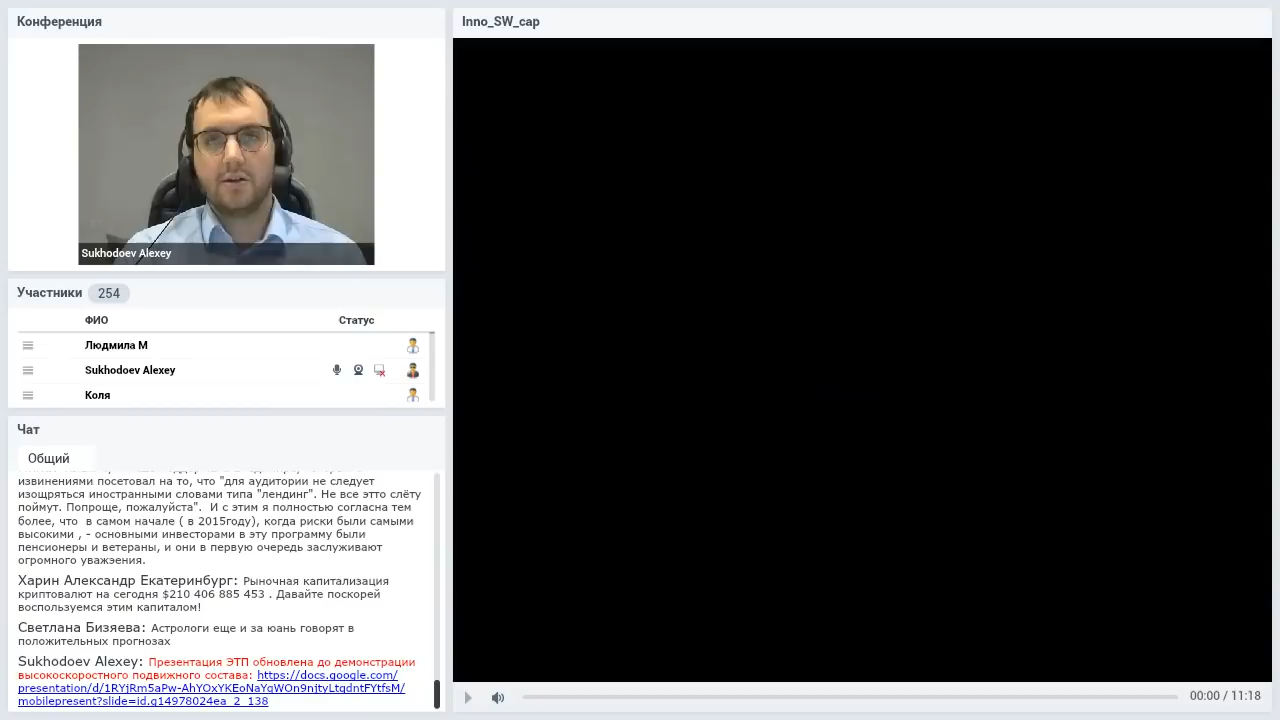 Конференция
Sukhodoev Alexey
Участники 254
ФИО Статус
Людмила М
Sukhodoev Alexey
Коля
Чат
Общий
извинениями посетовал на то, что "для аудитории не следует
изощряться иностранными словами типа "лендинг". Не все этто слёту
поймут. Попроще, пожалуйста".  И с этим я полностью согласна тем
более, что  в самом начале ( в 2015году), когда риски были самыми
высокими , - основными инвесторами в эту программу были
пенсионеры и ветераны, и они в первую очередь заслуживают
огромного уважэения.
Харин Александр Екатеринбург: Рыночная капитализация
криптовалют на сегодня $210 406 885 453 . Давайте поскорей
воспользуемся этим капиталом!
Светлана Бизяева: Астрологи еще и за юань говорят в
положительных прогнозах
Sukhodoev Alexey: Презентация ЭТП обновлена до демонстрации
высокоскоростного подвижного состава: https://docs.google.com/
presentation/d/1RYjRm5aPw-AhYOxYKEoNaYqWOn9njtyLtqdntFYtfsM/
mobilepresent?slide=id.g14978024ea_2_138
Inno_SW_cap
00:00 / 11:18